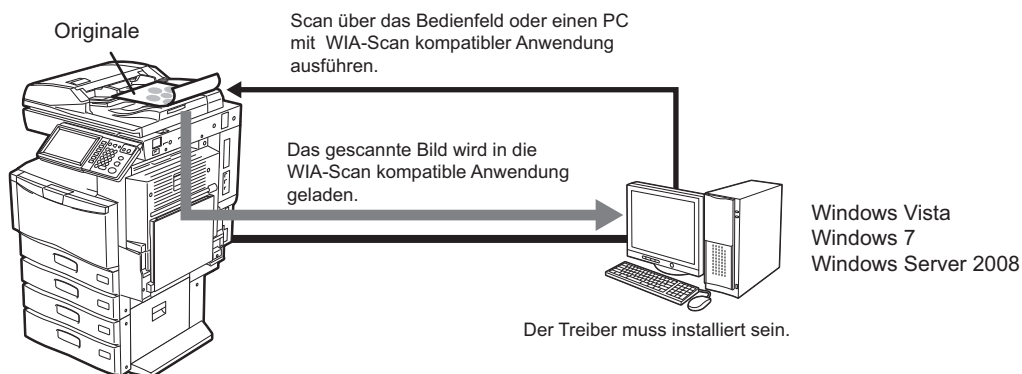 Originale
Scan über das Bedienfeld oder einen PC
mit WIA-Scan kompatibler Anwendung
ausführen.
Das gescannte Bild wird in die
WIA-Scan kompatible Anwendung
geladen.
Windows Vista
Windows 7
Windows Server 2008
Der Treiber muss installiert sein.